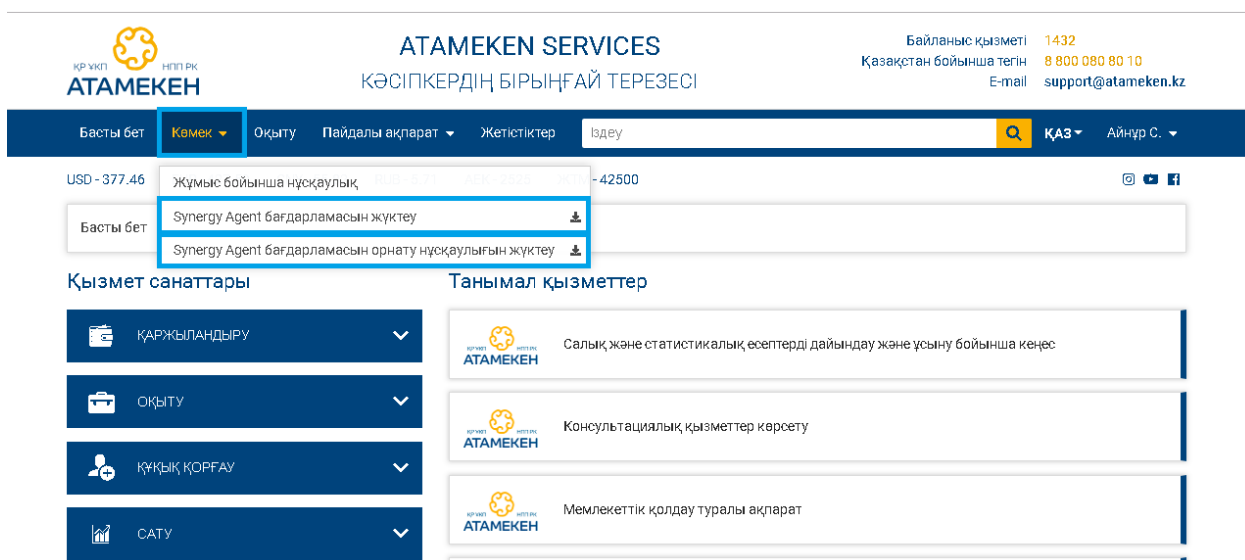 ҚР ҰКП НПП РК
АТАМЕКЕН
ATAMEKEN SERVICES
КӘСІПКЕРДІҢ БІРЫҢҒАЙ ТЕРЕЗЕСІ
Байланыс қызметі 1432
Қазақстан бойынша тегін 8 800 080 80 10
E-mail support@atameken.kz
Басты бет Көмек Оқыту Пайдалы ақпарат Жетістіктер Іздеу ҚАЗ Айнұр С.
USD - 377.46 - 42500
Жұмыс бойынша нұсқаулық
Synergy Agent бағдарламасын жүктеу
Басты бет
Synergy Agent бағдарламасын орнату нұсқаулығын жүктеу
Қызмет санаттары
Танымал қызметтер
ҚАРЖЫЛАНДЫРУ
ОҚЫТУ
ҚҰҚЫҚ ҚОРҒАУ
САТУ
АТАМЕКЕН
Салық және статистикалық есептерді дайындау және ұсыну бойынша кеңес
АТАМЕКЕН
Консультациялық қызметтер көрсету
АТАМЕКЕН
Мемлекеттік қолдау туралы ақпарат